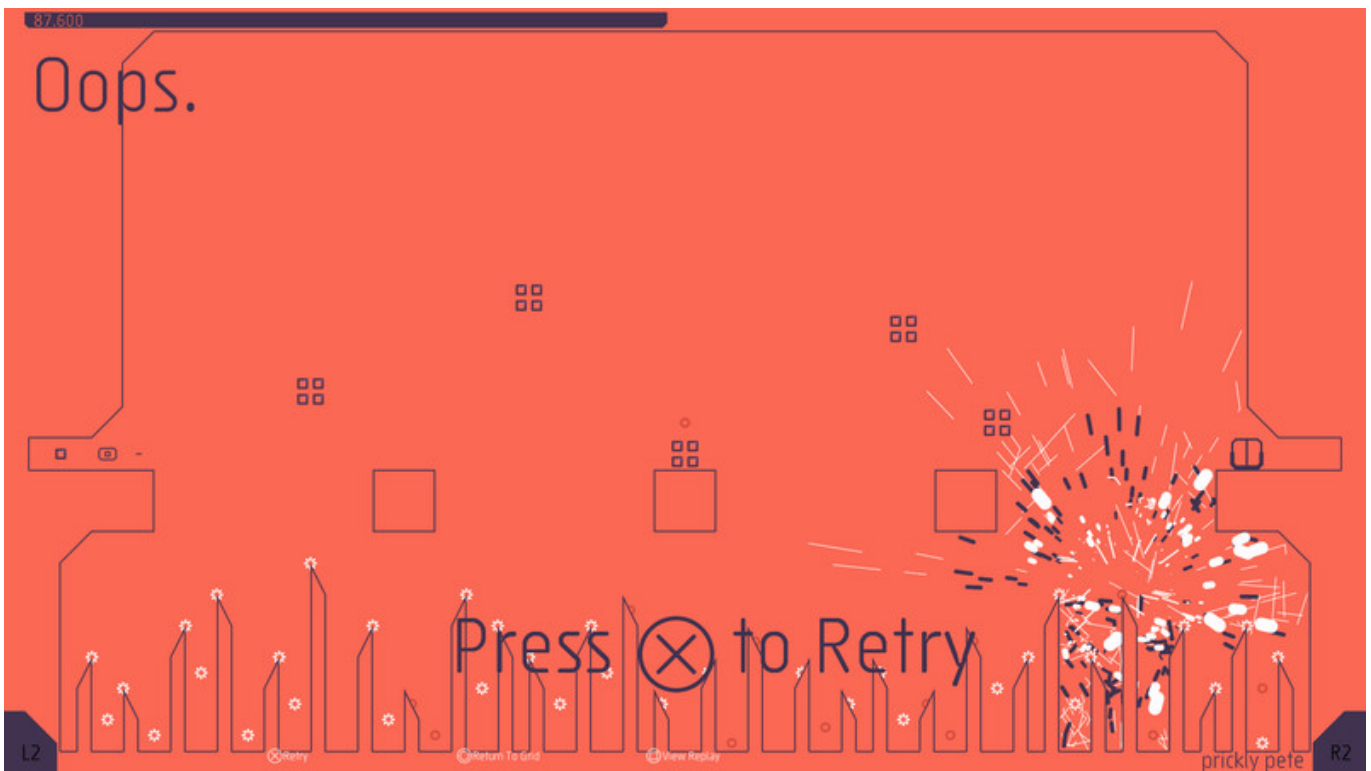 87.600
Oops.
Press ⓧ to Retry
L2
Retry
Return To Grid
View Replay
prickly pete
R2